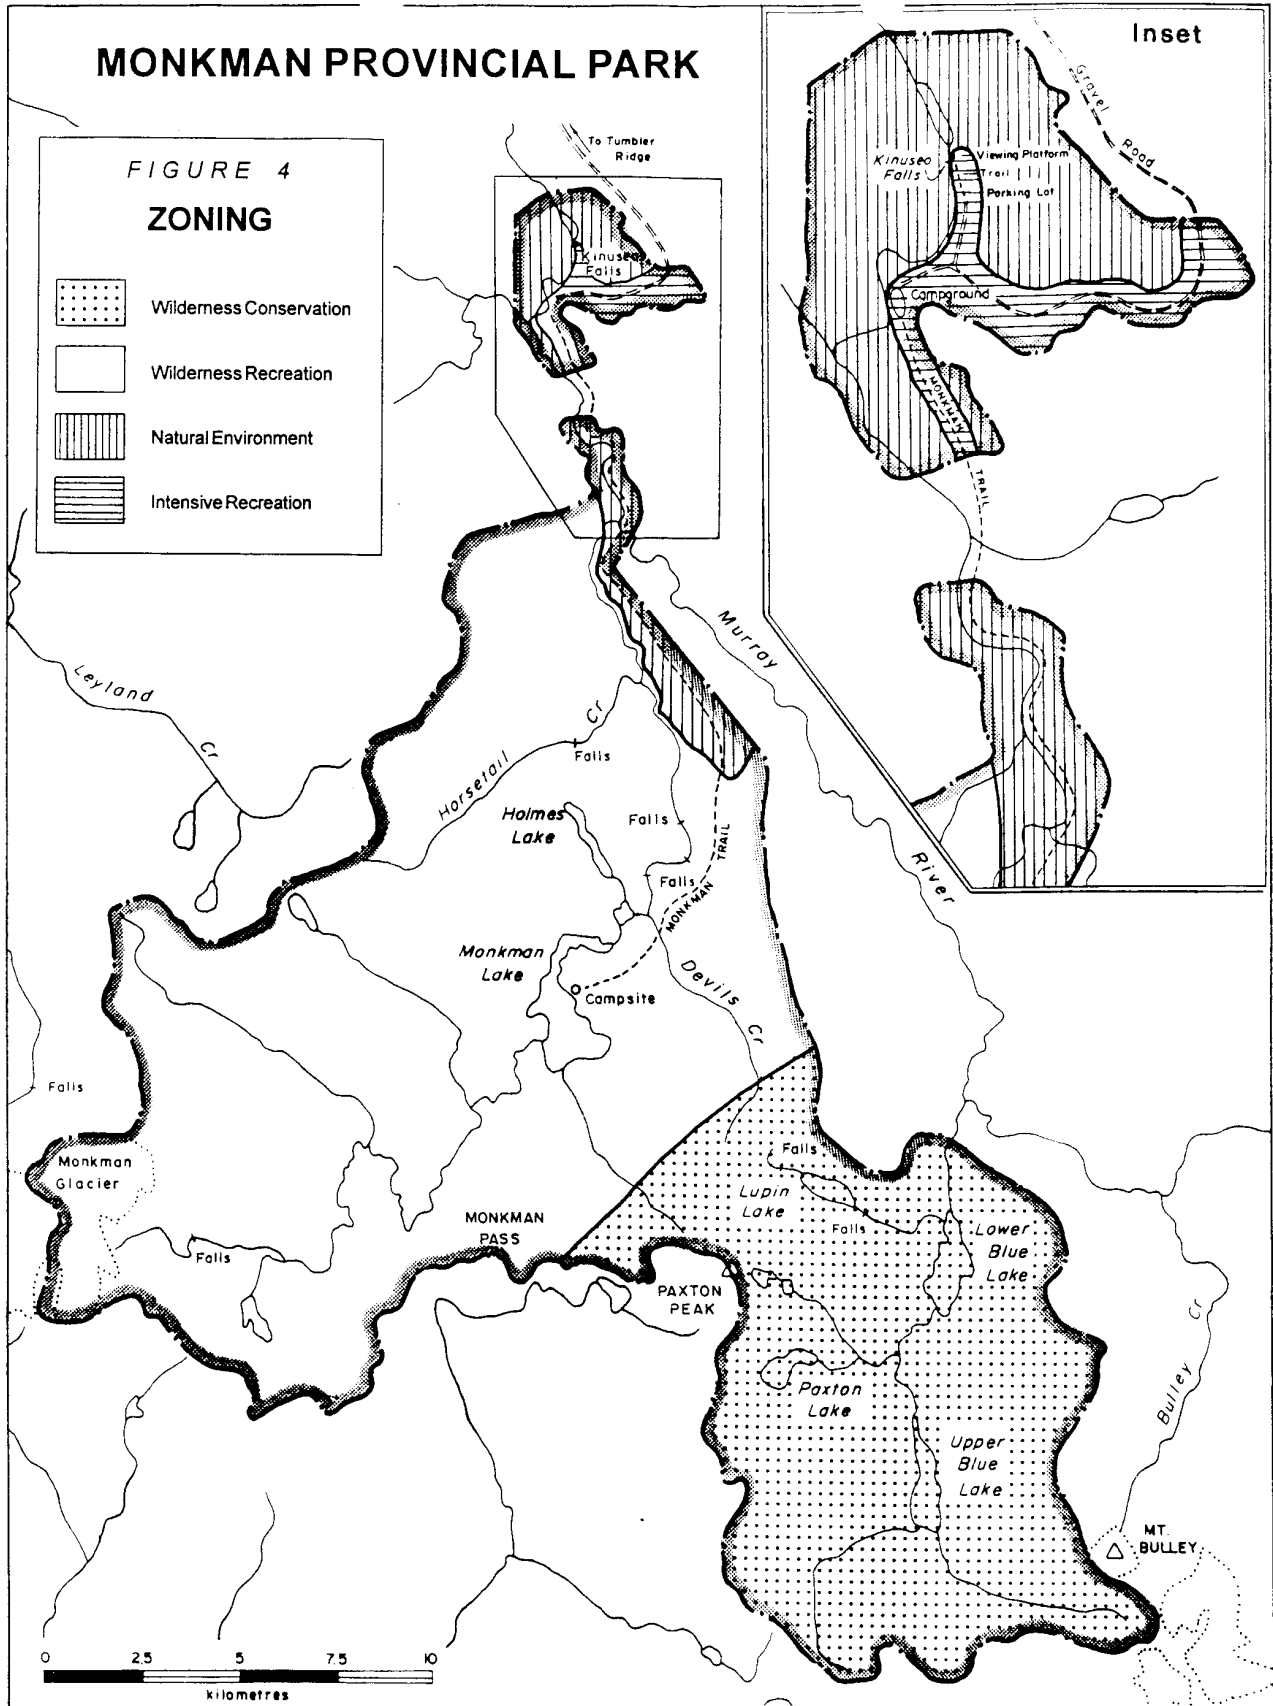 MONKMAN PROVINCIAL PARK
FIGURE 4
ZONING
Wilderness Conservation
Wilderness Recreation
Natural Environment
Intensive Recreation
To Tumbler
Ridge
Kinuseo
Falls
Inset
Gravel
Road
Kinuseo
Falls
Viewing Platform
Trail
Parking Lot
Campground
MONKMAN
TRAIL
Leyland
Cr
Murray
River
Horsetail
Cr
Falls
Holmes
Lake
Falls
Falls
MONKMAN
TRAIL
Monkman
Lake
Campsite
Devils
Cr
Falls
Monkman
Glacier
Falls
MONKMAN
PASS
Falls
Lupin
Lake
Falls
Lower
Blue
Lake
PAXTON
PEAK
Paxton
Lake
Upper
Blue
Lake
Bulley
Cr
MT.
BULLEY
0 2.5 5 7.5 10
kilometres